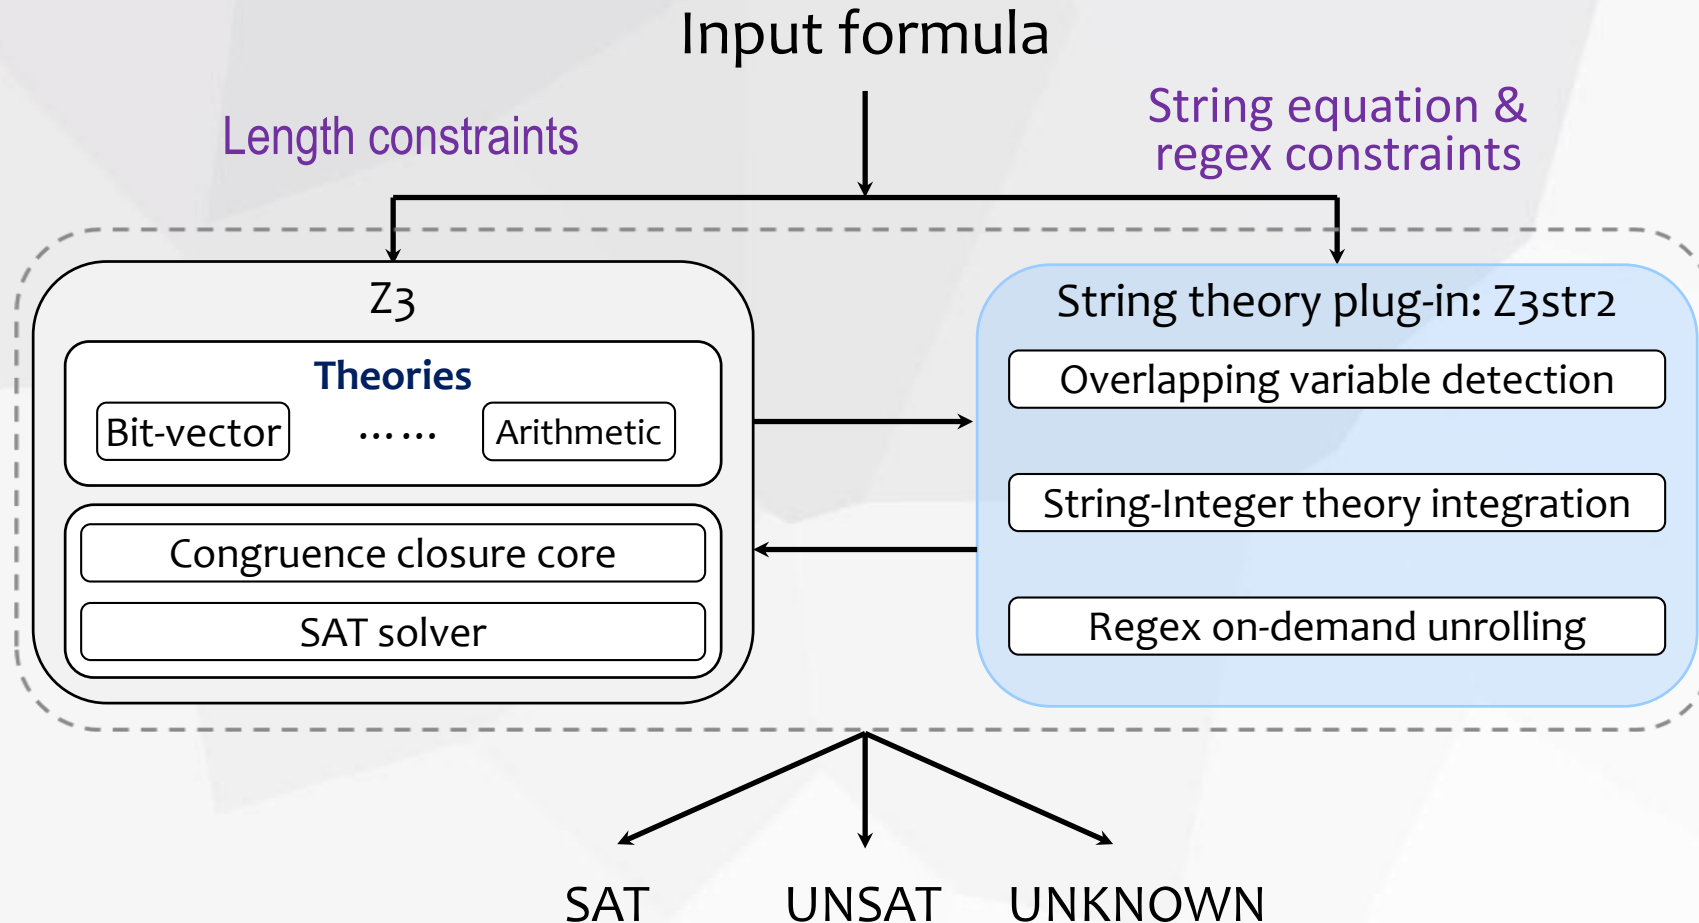 Input formula
Length constraints
String equation &
regex constraints
Z3
Theories
Bit-vector
......
Arithmetic
Congruence closure core
SAT solver
String theory plug-in: Z3str2
Overlapping variable detection
String-Integer theory integration
Regex on-demand unrolling
SAT
UNSAT
UNKNOWN